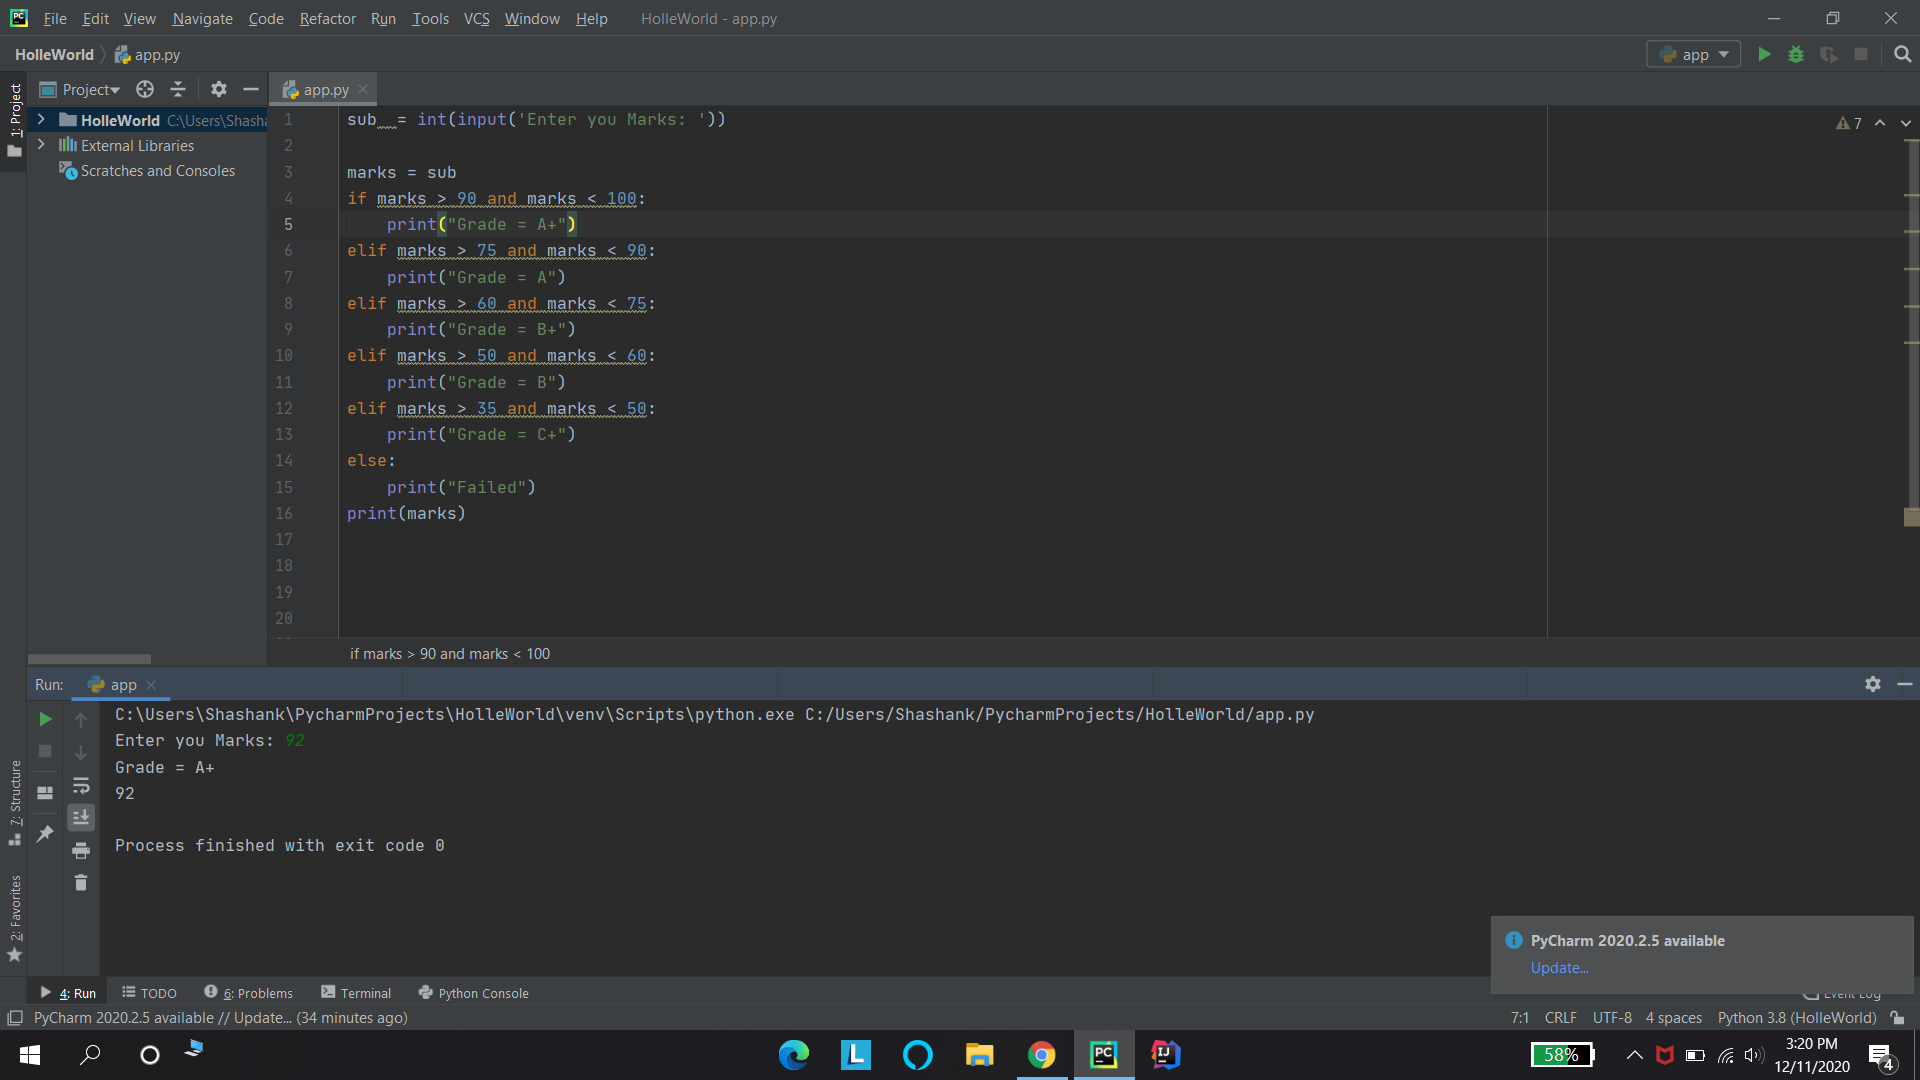 File Edit View Navigate Code Refactor Run Tools VCS Window Help HolleWorld - app.py
HolleWorld app.py app
1: Project
Project
app.py
HolleWorld C:\Users\Shasha
External Libraries
Scratches and Consoles
1 sub = int(input('Enter you Marks: '))
2
3 marks = sub
4 if marks > 90 and marks < 100:
5 print("Grade = A+")
6 elif marks > 75 and marks < 90:
7 print("Grade = A")
8 elif marks > 60 and marks < 75:
9 print("Grade = B+")
10 elif marks > 50 and marks < 60:
11 print("Grade = B")
12 elif marks > 35 and marks < 50:
13 print("Grade = C+")
14 else:
15 print("Failed")
16 print(marks)
17
18
19
20
7
if marks > 90 and marks < 100
Run: app
C:\Users\Shashank\PycharmProjects\HolleWorld\venv\Scripts\python.exe C:/Users/Shashank/PycharmProjects/HolleWorld/app.py
Enter you Marks: 92
Grade = A+
92
Process finished with exit code 0
7: Structure
2: Favorites
PyCharm 2020.2.5 available
Update...
4: Run TODO 6: Problems Terminal Python Console Event Log
PyCharm 2020.2.5 available // Update... (34 minutes ago) 7:1 CRLF UTF-8 4 spaces Python 3.8 (HolleWorld)
L PC IJ 58% 3:20 PM
12/11/2020 4